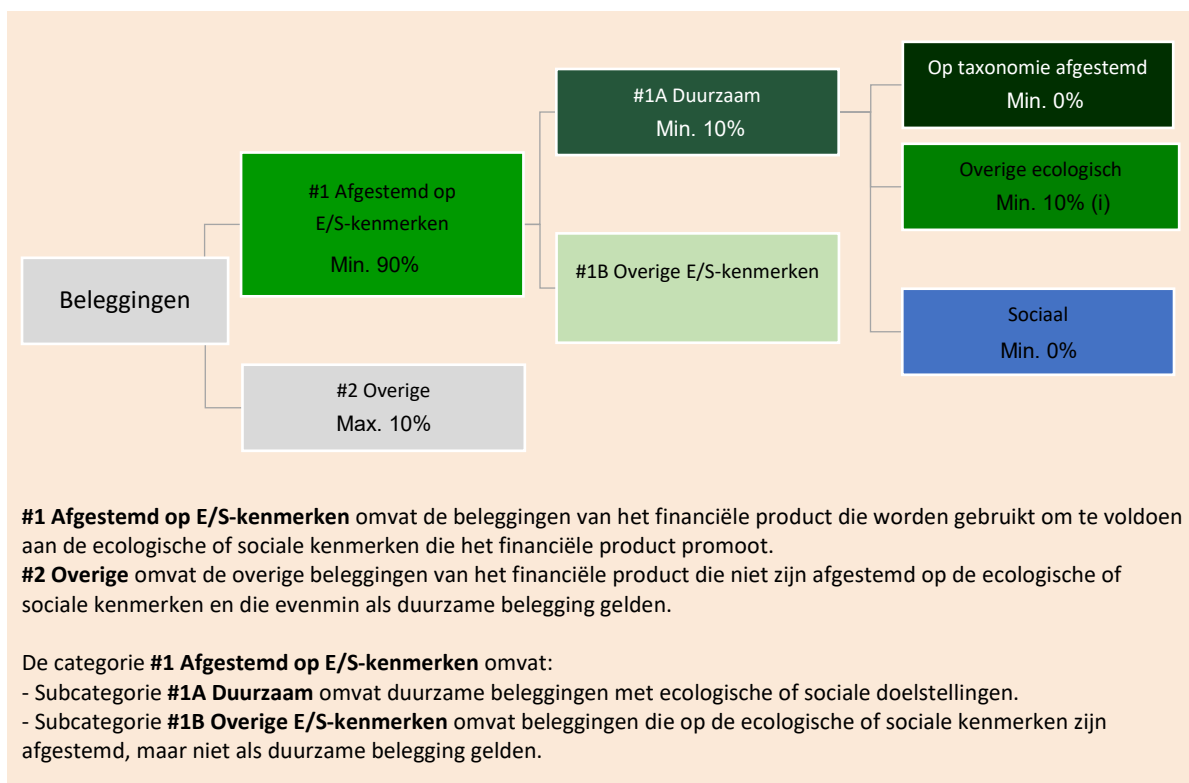 Beleggingen
#1 Afgestemd op
E/S-kenmerken
Min. 90%
#2 Overige
Max. 10%
#1A Duurzaam
Min. 10%
#1B Overige E/S-kenmerken
Op taxonomie afgestemd
Min. 0%
Overige ecologisch
Min. 10% (i)
Sociaal
Min. 0%
#1 Afgestemd op E/S-kenmerken omvat de beleggingen van het financiële product die worden gebruikt om te voldoen
aan de ecologische of sociale kenmerken die het financiële product promoot.
#2 Overige omvat de overige beleggingen van het financiële product die niet zijn afgestemd op de ecologische of
sociale kenmerken en die evenmin als duurzame belegging gelden.
De categorie #1 Afgestemd op E/S-kenmerken omvat:
- Subcategorie #1A Duurzaam omvat duurzame beleggingen met ecologische of sociale doelstellingen.
- Subcategorie #1B Overige E/S-kenmerken omvat beleggingen die op de ecologische of sociale kenmerken zijn
afgestemd, maar niet als duurzame belegging gelden.